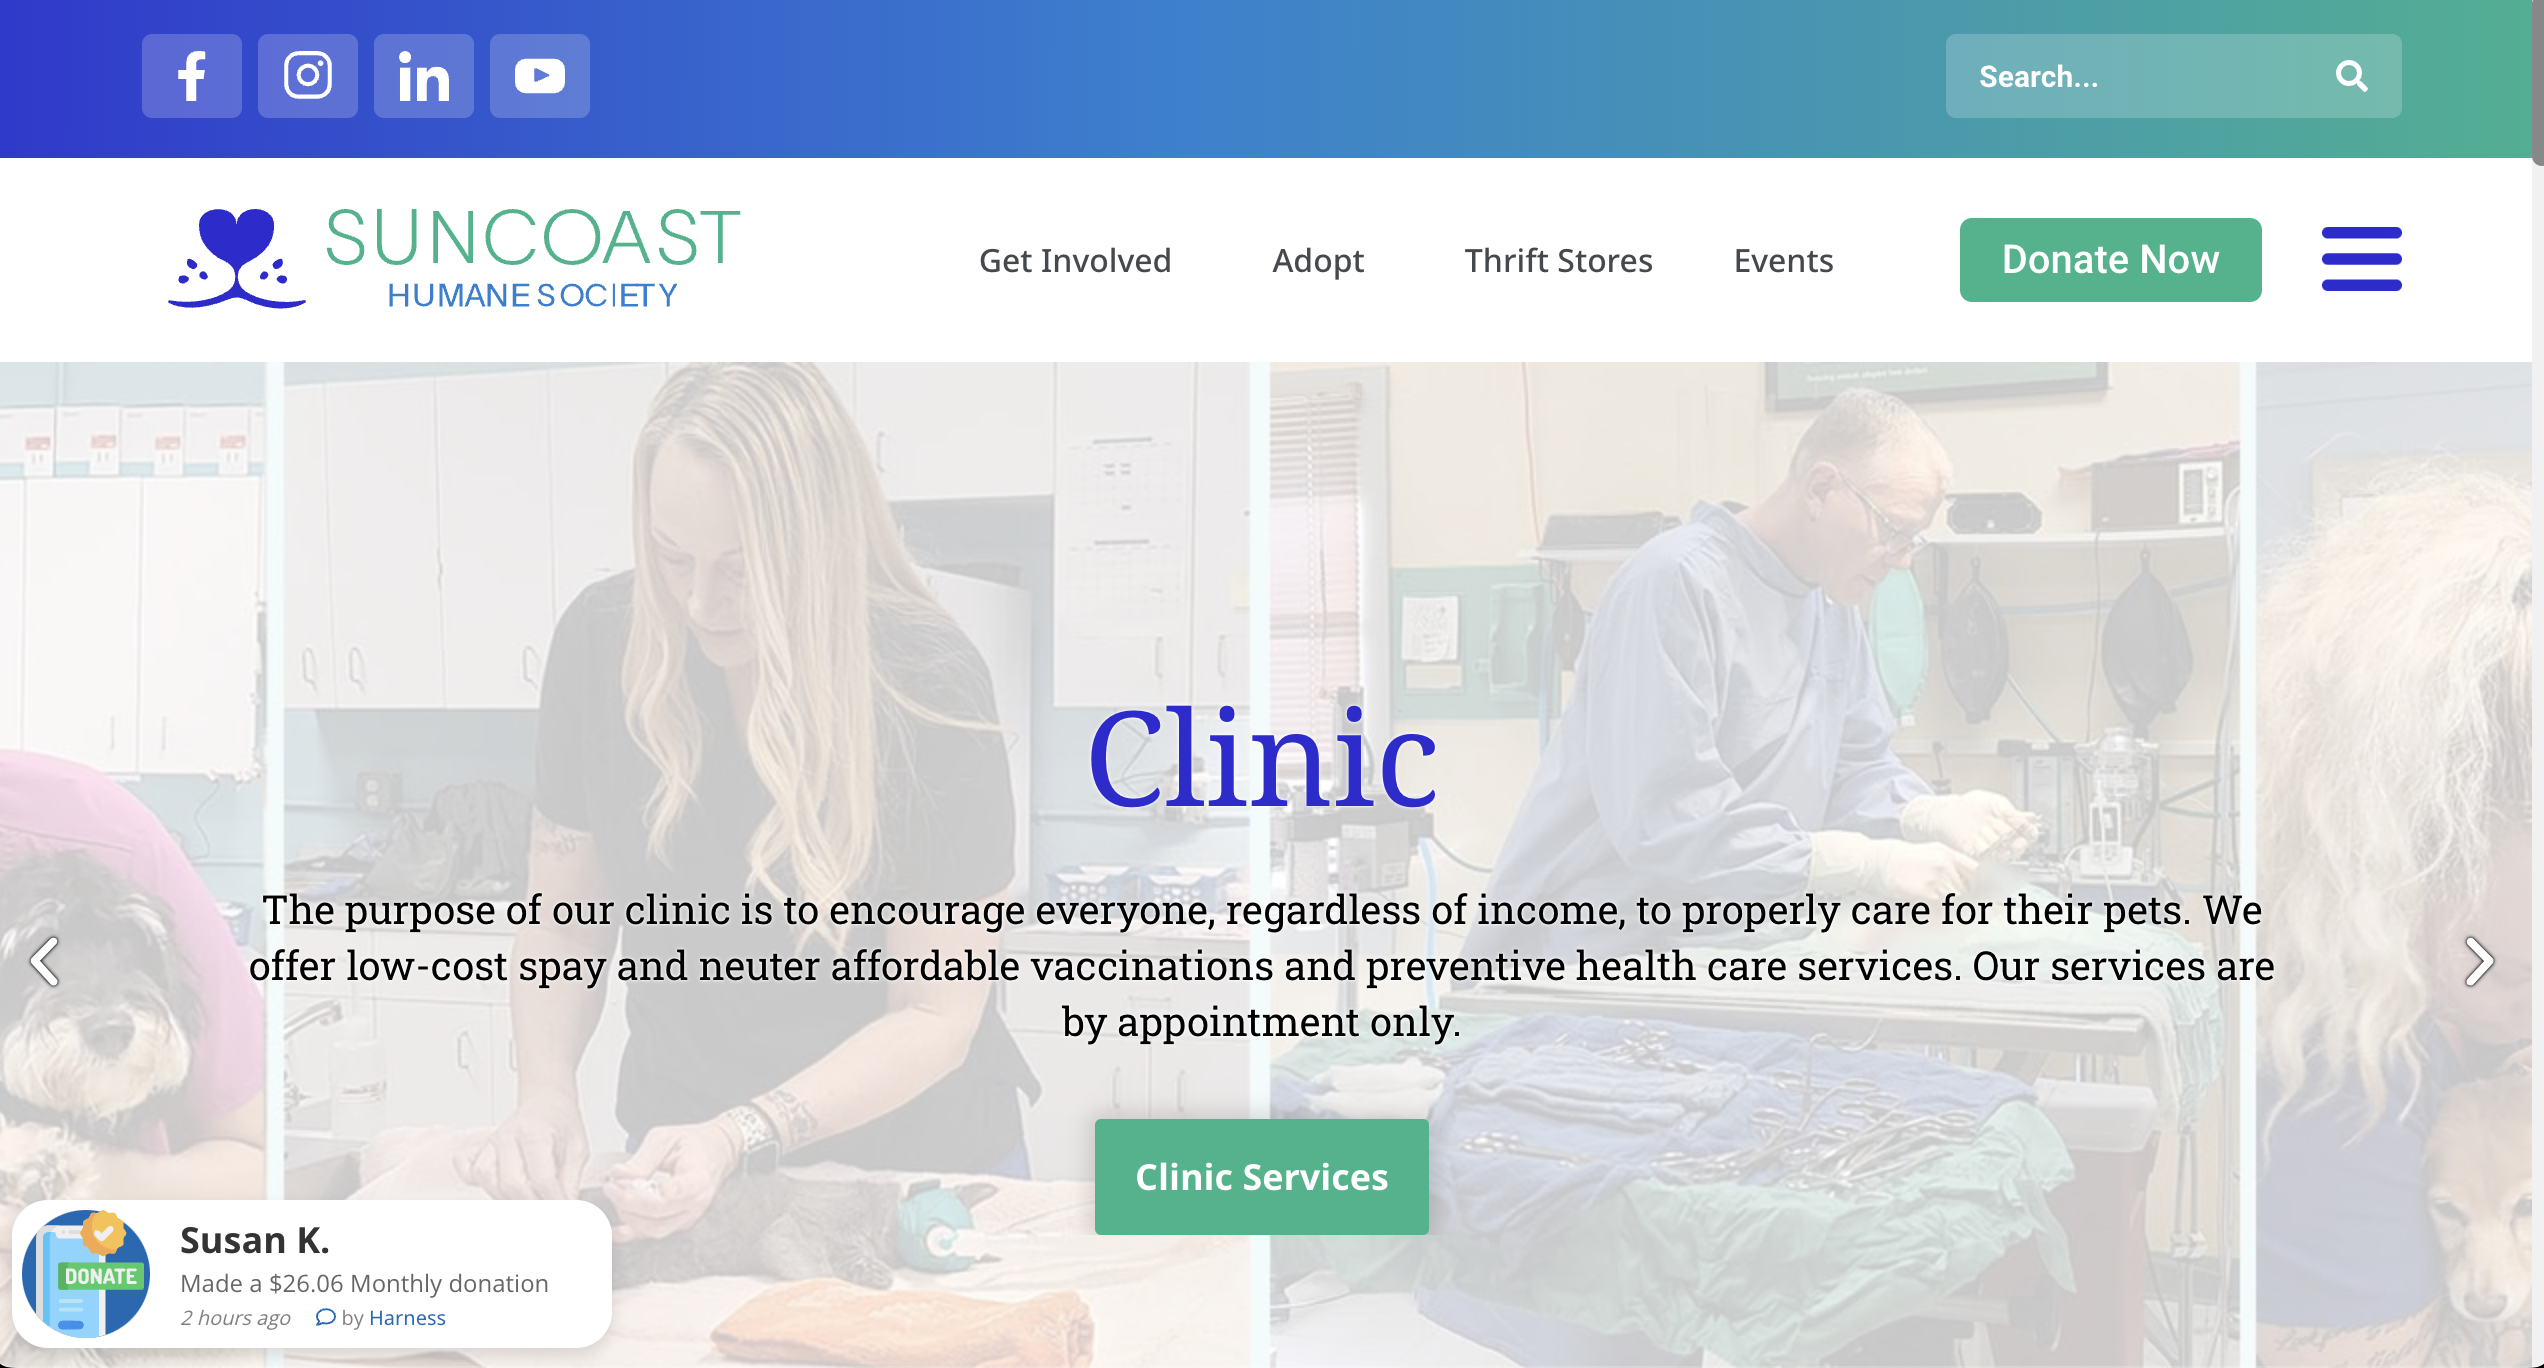 Search...
SUNCOAST
HUMANE SOCIETY
Get Involved
Adopt
Thrift Stores
Events
Donate Now
Clinic
The purpose of our clinic is to encourage everyone, regardless of income, to properly care for their pets. We
offer low-cost spay and neuter affordable vaccinations and preventive health care services. Our services are
by appointment only.
Clinic Services
DONATE
Susan K.
Made a $26.06 Monthly donation
2 hours ago by Harness